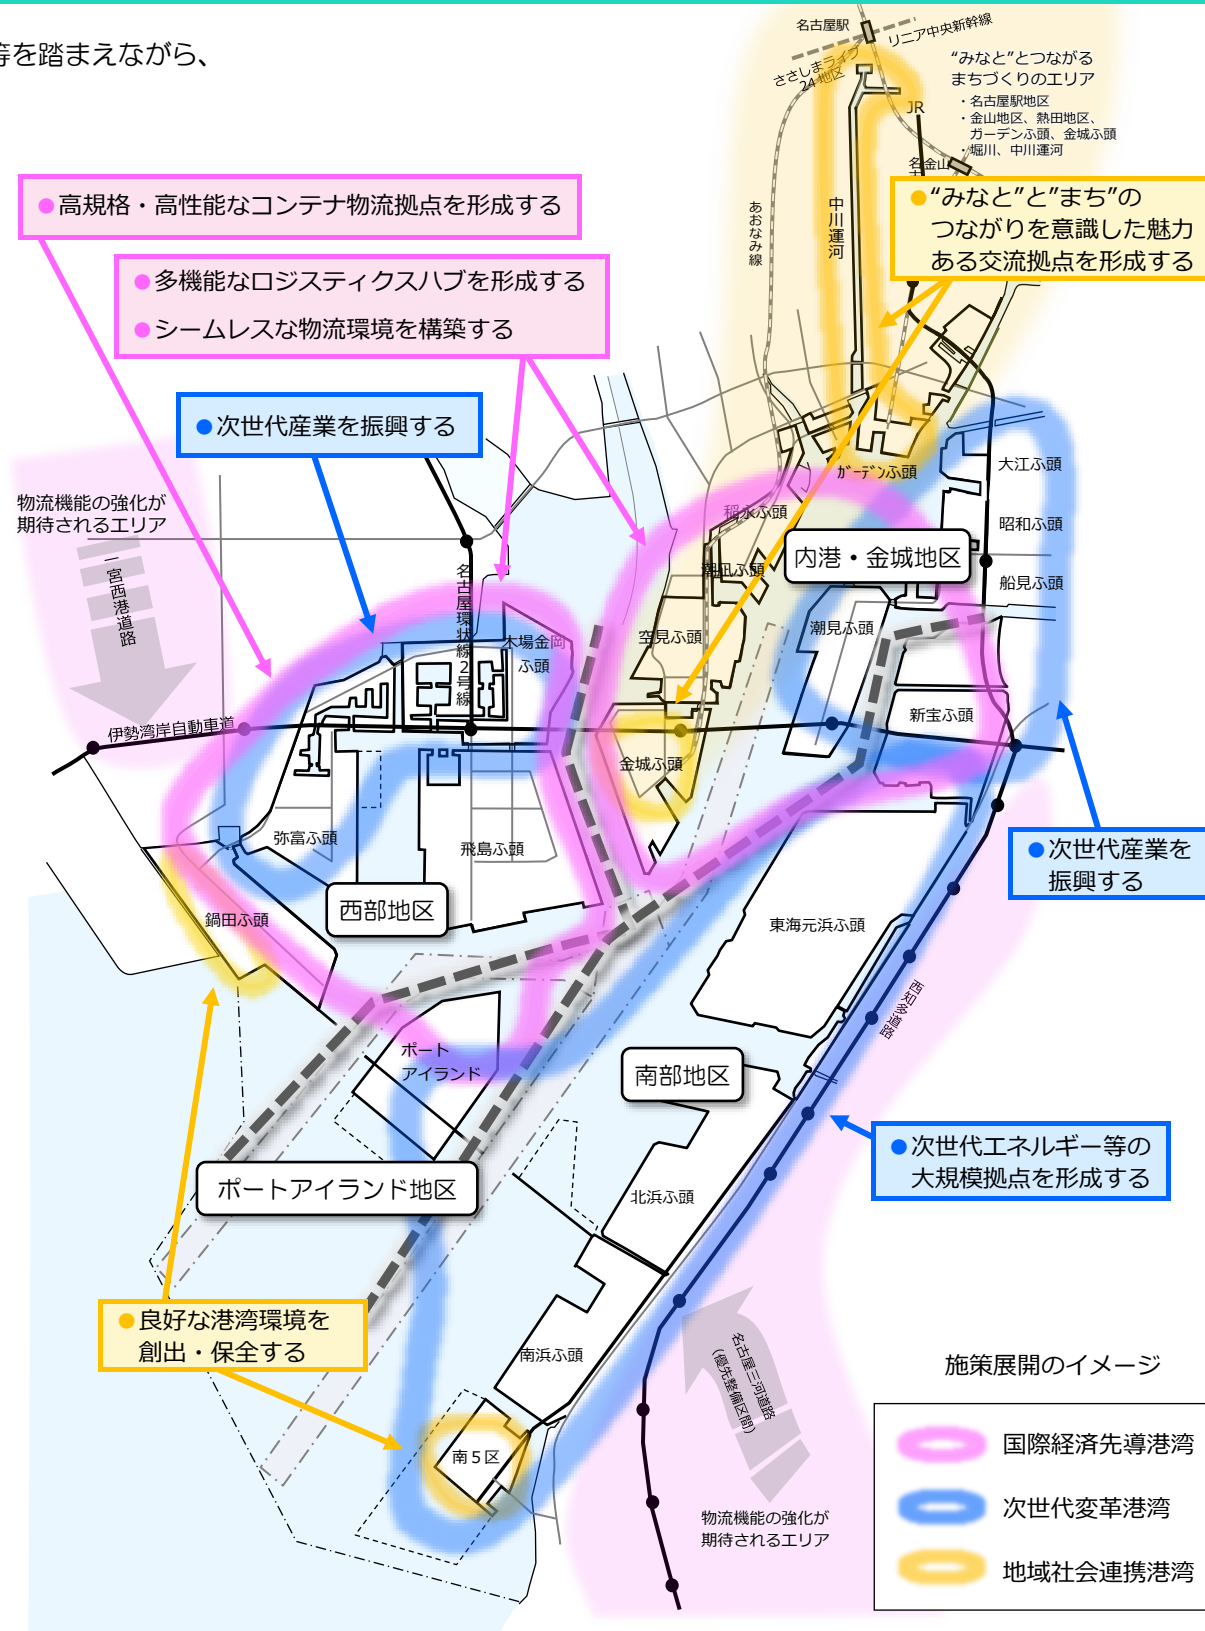 等を踏まえながら、
名古屋駅
リニア中央新幹線
ささしまライブ
24地区
“みなと”とつながる
まちづくりのエリア
・名古屋駅地区
・金山地区、熱田地区、
ガーデンふ頭、金城ふ頭
・堀川、中川運河
JR
金山
●高規格・高性能なコンテナ物流拠点を形成する
●“みなと”と”まち”の
つながりを意識した魅力
ある交流拠点を形成する
あおなみ線
中川運河
●多機能なロジスティクスハブを形成する
●シームレスな物流環境を構築する
●次世代産業を振興する
物流機能の強化が
期待されるエリア
一宮西港道路
名古屋環状線2号線
伊勢湾岸自動車道
ガーデンふ頭
大江ふ頭
稲永ふ頭
昭和ふ頭
内港・金城地区
潮凪ふ頭
船見ふ頭
木場金岡
ふ頭
空見ふ頭
潮見ふ頭
新宝ふ頭
金城ふ頭
弥富ふ頭
飛島ふ頭
●次世代産業を
振興する
西部地区
鍋田ふ頭
東海元浜ふ頭
西知多道路
ポート
アイランド
南部地区
●次世代エネルギー等の
大規模拠点を形成する
ポートアイランド地区
北浜ふ頭
●良好な港湾環境を
創出・保全する
南浜ふ頭
名古屋三河道路
（優先整備区間）
南５区
物流機能の強化が
期待されるエリア
施策展開のイメージ
国際経済先導港湾
次世代変革港湾
地域社会連携港湾